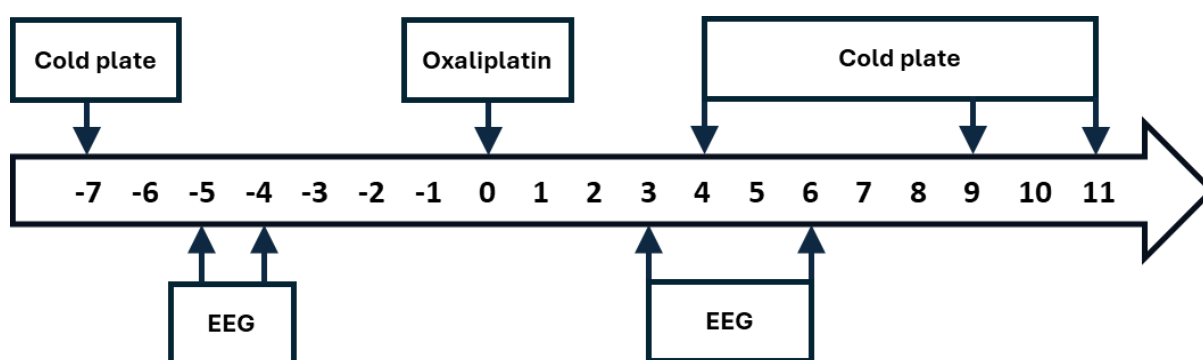 Cold plate Oxaliplatin Cold plate
-7 -6 -5 -4 -3 -2 -1 0 1 2 3 4 5 6 7 8 9 10 11
EEG EEG